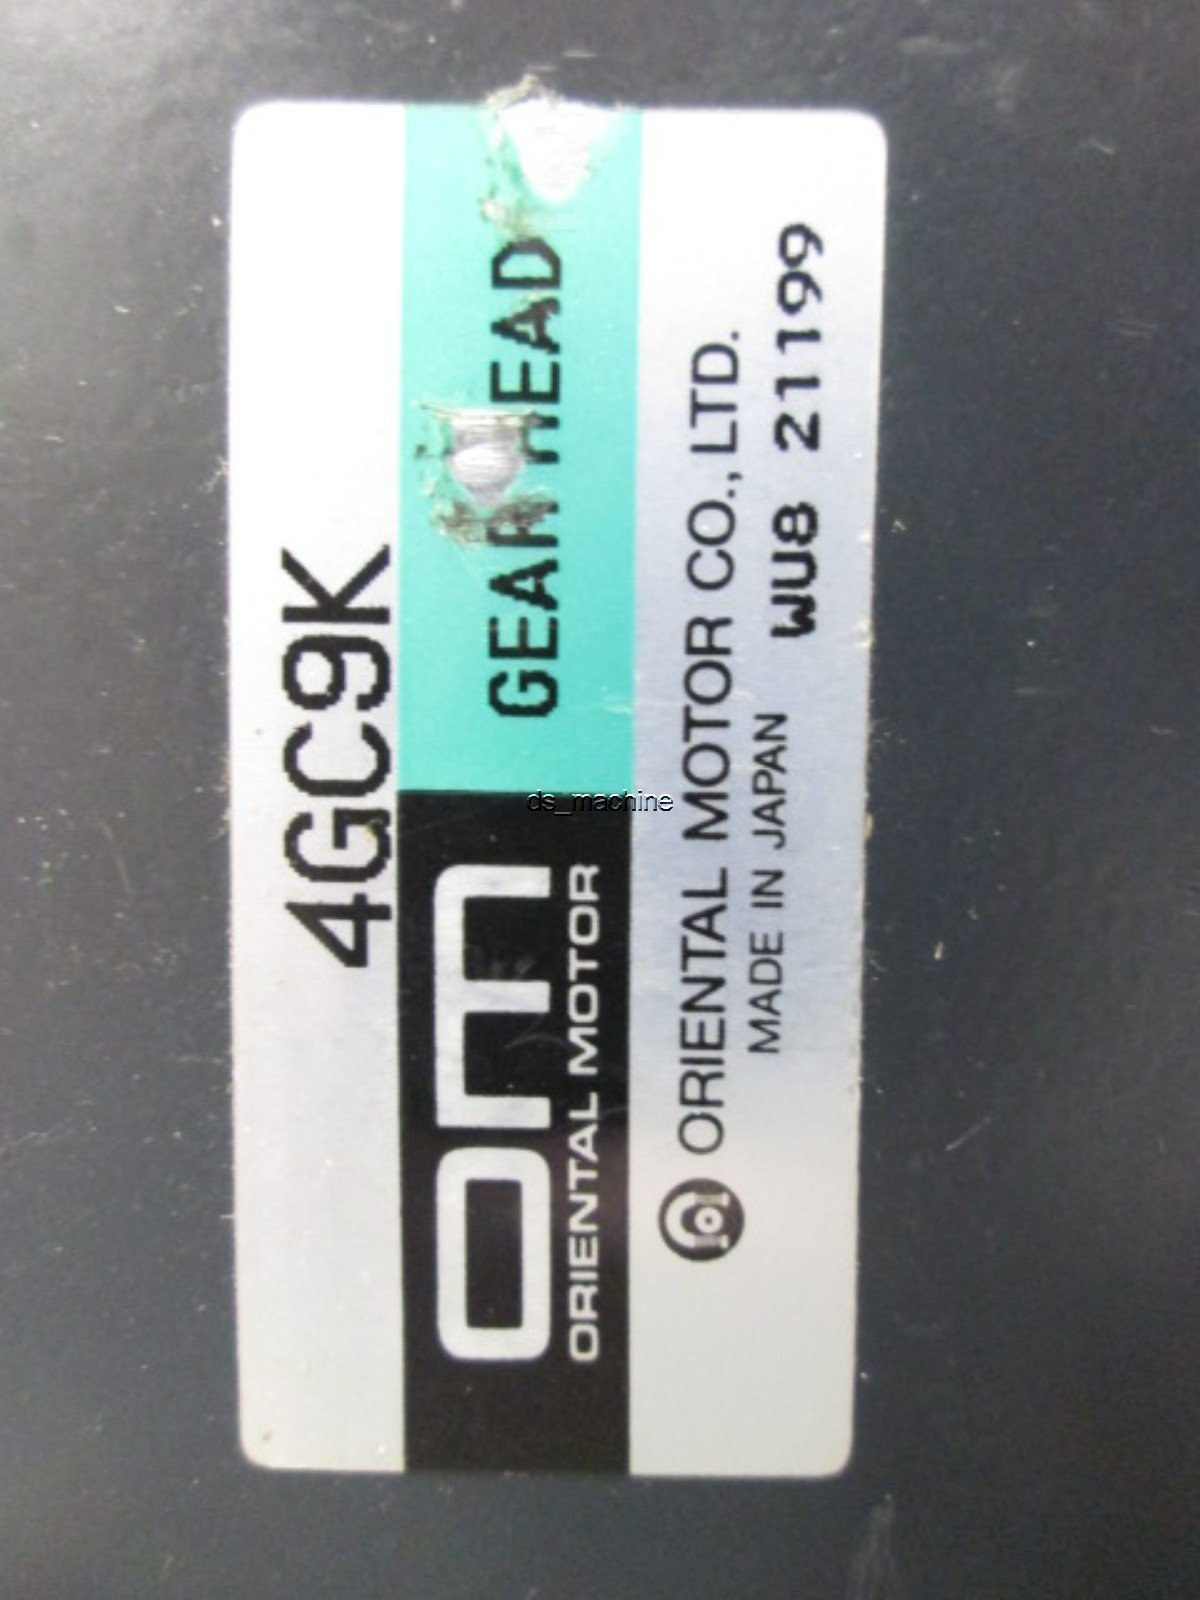 4GC9K
GEAR HEAD
OM
ORIENTAL MOTOR
ORIENTAL MOTOR CO., LTD.
MADE IN JAPAN
WU8 21199
ds_machine